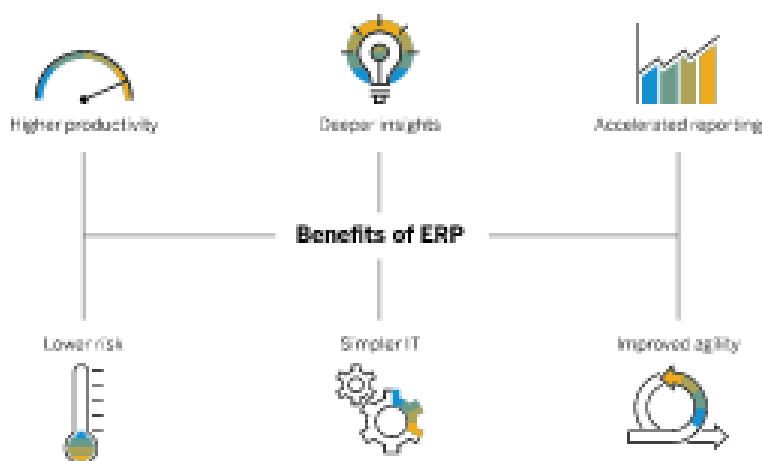 Higher productivity
Deeper insights
Accelerated reporting
Benefits of ERP
Lower risk
Simpler IT
Improved agility